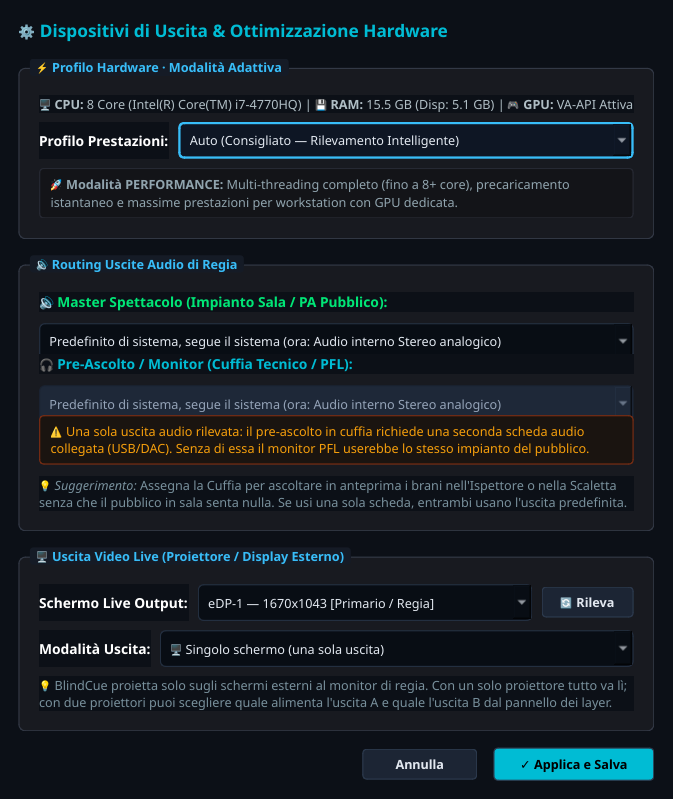 ⚙️ Dispositivi di Uscita & Ottimizzazione Hardware
⚡ Profilo Hardware · Modalità Adattiva
🖥️ CPU: 8 Core (Intel(R) Core(TM) i7-4770HQ) | 💾 RAM: 15.5 GB (Disp: 5.1 GB) | 🎮 GPU: VA-API Attiva
Profilo Prestazioni: Auto (Consigliato — Rilevamento Intelligente)
🚀 Modalità PERFORMANCE: Multi-threading completo (fino a 8+ core), precaricamento
istantaneo e massime prestazioni per workstation con GPU dedicata.
🔊 Routing Uscite Audio di Regia
🔊 Master Spettacolo (Impianto Sala / PA Pubblico):
Predefinito di sistema, segue il sistema (ora: Audio interno Stereo analogico)
🎧 Pre-Ascolto / Monitor (Cuffia Tecnico / PFL):
Predefinito di sistema, segue il sistema (ora: Audio interno Stereo analogico)
⚠️ Una sola uscita audio rilevata: il pre-ascolto in cuffia richiede una seconda scheda audio
collegata (USB/DAC). Senza di essa il monitor PFL userebbe lo stesso impianto del pubblico.
💡 Suggerimento: Assegna la Cuffia per ascoltare in anteprima i brani nell'Ispettore o nella Scaletta
senza che il pubblico in sala senta nulla. Se usi una sola scheda, entrambi usano l'uscita predefinita.
🖥️ Uscita Video Live (Proiettore / Display Esterno)
Schermo Live Output: eDP-1 — 1670x1043 [Primario / Regia] 🔄 Rileva
Modalità Uscita: 🖥️ Singolo schermo (una sola uscita)
💡 BlindCue proietta solo sugli schermi esterni al monitor di regia. Con un solo proiettore tutto va lì;
con due proiettori puoi scegliere quale alimenta l'uscita A e quale l'uscita B dal pannello dei layer.
Annulla ✓ Applica e Salva